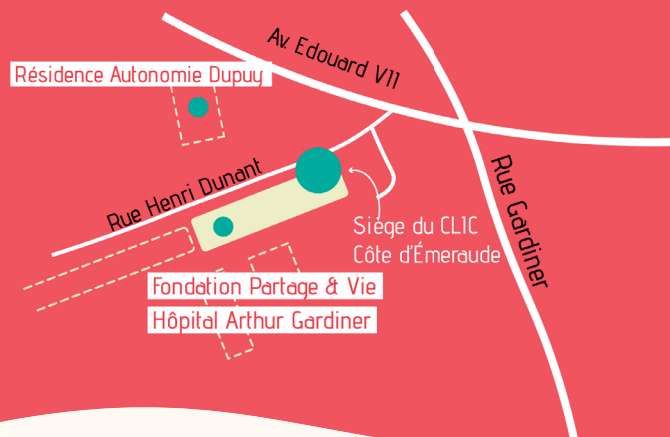 Av. Edouard V11
Résidence Autonomie Dupuy
Rue Henri Dunant
Rue Gardiner
Siège du CLIC
Côte d'Émeraude
Fondation Partage & Vie
Hôpital Arthur Gardiner